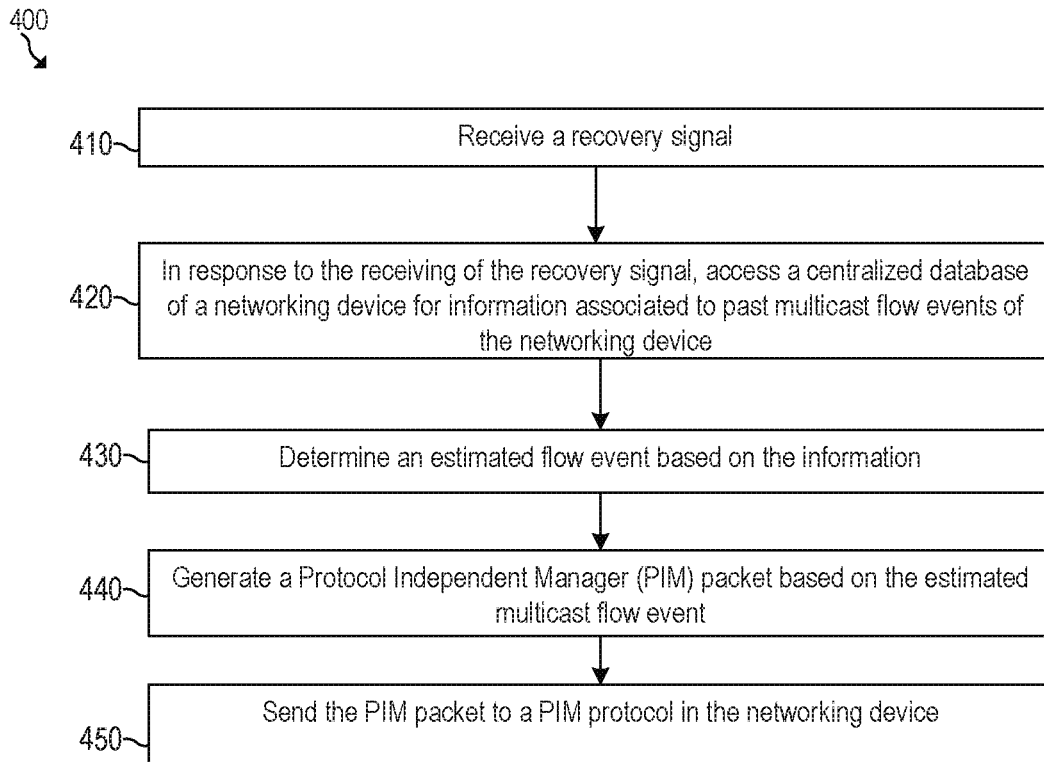 400
410
Receive a recovery signal
420
In response to the receiving of the recovery signal, access a centralized database
of a networking device for information associated to past multicast flow events of
the networking device
430
Determine an estimated flow event based on the information
440
Generate a Protocol Independent Manager (PIM) packet based on the estimated
multicast flow event
450
Send the PIM packet to a PIM protocol in the networking device